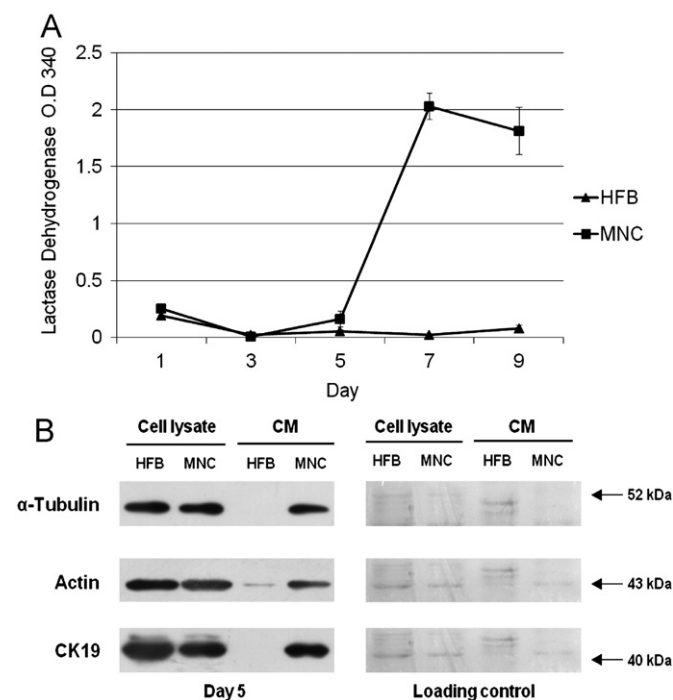 A
Lactase Dehydrogenase O.D 340
2.5
2
1.5
1
0.5
0
1 3 5 7 9
Day
HFB
MNC
B
Cell lysate CM Cell lysate CM
HFB MNC HFB MNC HFB MNC HFB MNC
α-Tubulin 52 kDa
Actin 43 kDa
CK19 40 kDa
Day 5 Loading control